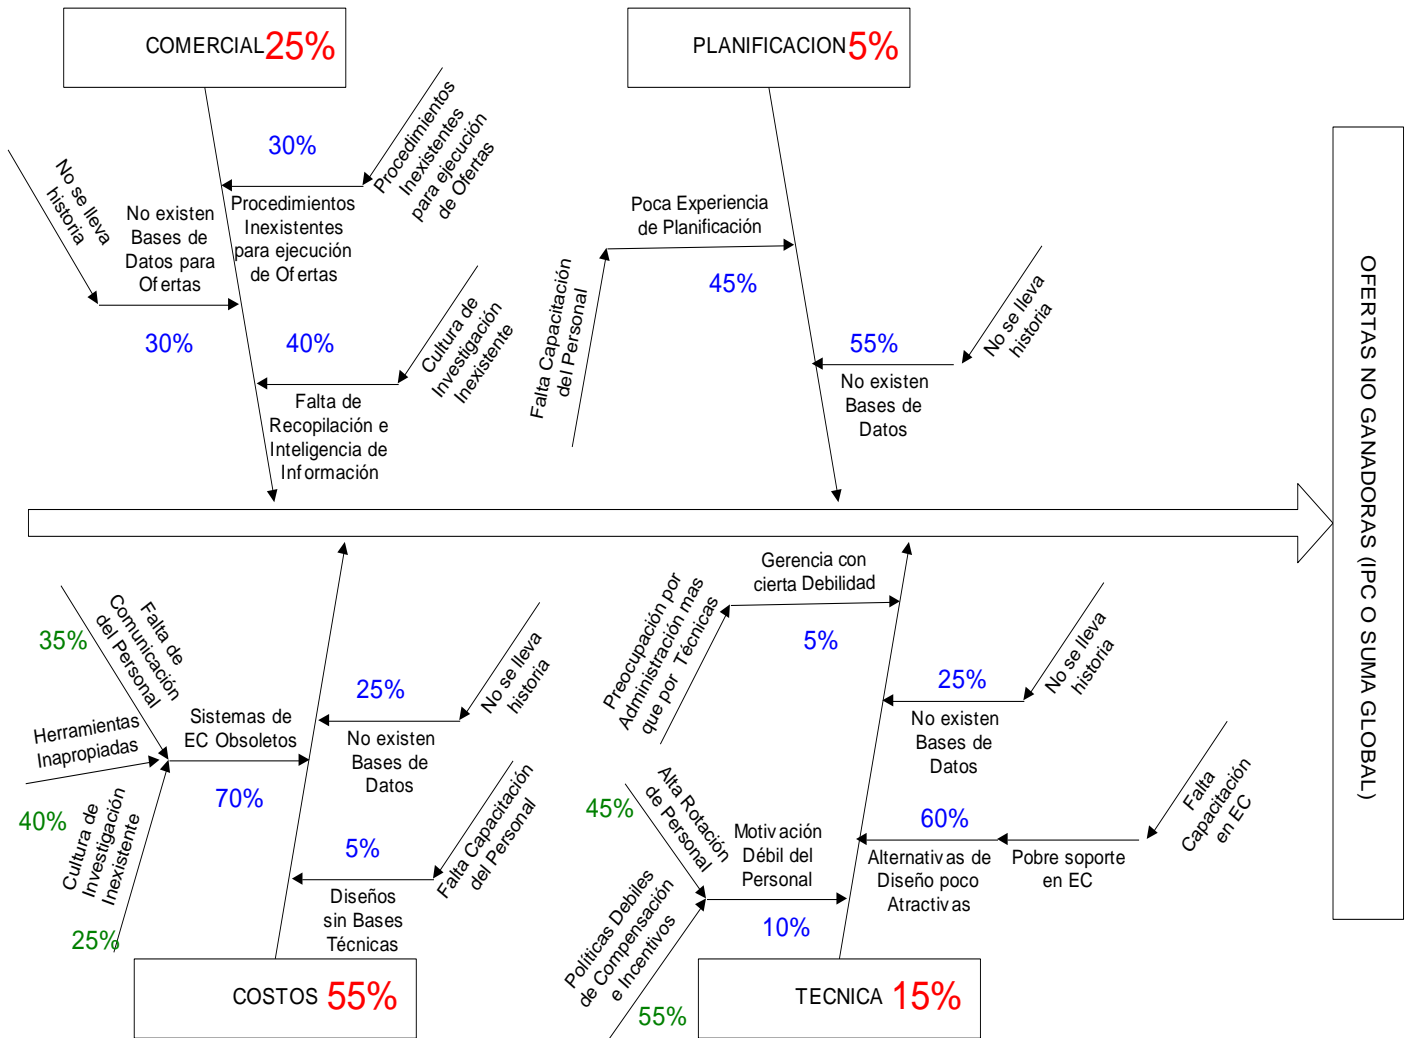 COMERCIAL 25%
PLANIFICACION 5%
30%
Procedimientos
Inexistentes
para ejecución
de Ofertas
Procedimientos
Inexistentes
para ejecución
de Ofertas
No se lleva
historia
No existen
Bases de
Datos para
Ofertas
30%
40%
Cultura de
Investigación
Inexistente
Falta de
Recopilación e
Inteligencia de
Información
Poca Experiencia
de Planificación
45%
Falta Capacitación
del Personal
55%
No existen
Bases de
Datos
No se lleva
historia
OFERTAS NO GANADORAS (IPC O SUMA GLOBAL)
35%
Falta de
Comunicación
del Personal
Herramientas
Inapropiadas
40%
Cultura de
Investigación
Inexistente
25%
Sistemas de
EC Obsoletos
70%
25%
No existen
Bases de
Datos
No se lleva
historia
5%
Diseños
sin Bases
Técnicas
Falta Capacitación
del Personal
COSTOS 55%
Gerencia con
cierta Debilidad
5%
Preocupación por
Administración mas
que por Técnicas
25%
No existen
Bases de
Datos
No se lleva
historia
45%
Alta Rotación
de Personal
Motivación
Débil del
Personal
10%
Políticas Debiles
de Compensación
e Incentivos
55%
60%
Alternativas de
Diseño poco
Atractivas
Pobre soporte
en EC
Falta
Capacitación
en EC
TECNICA 15%